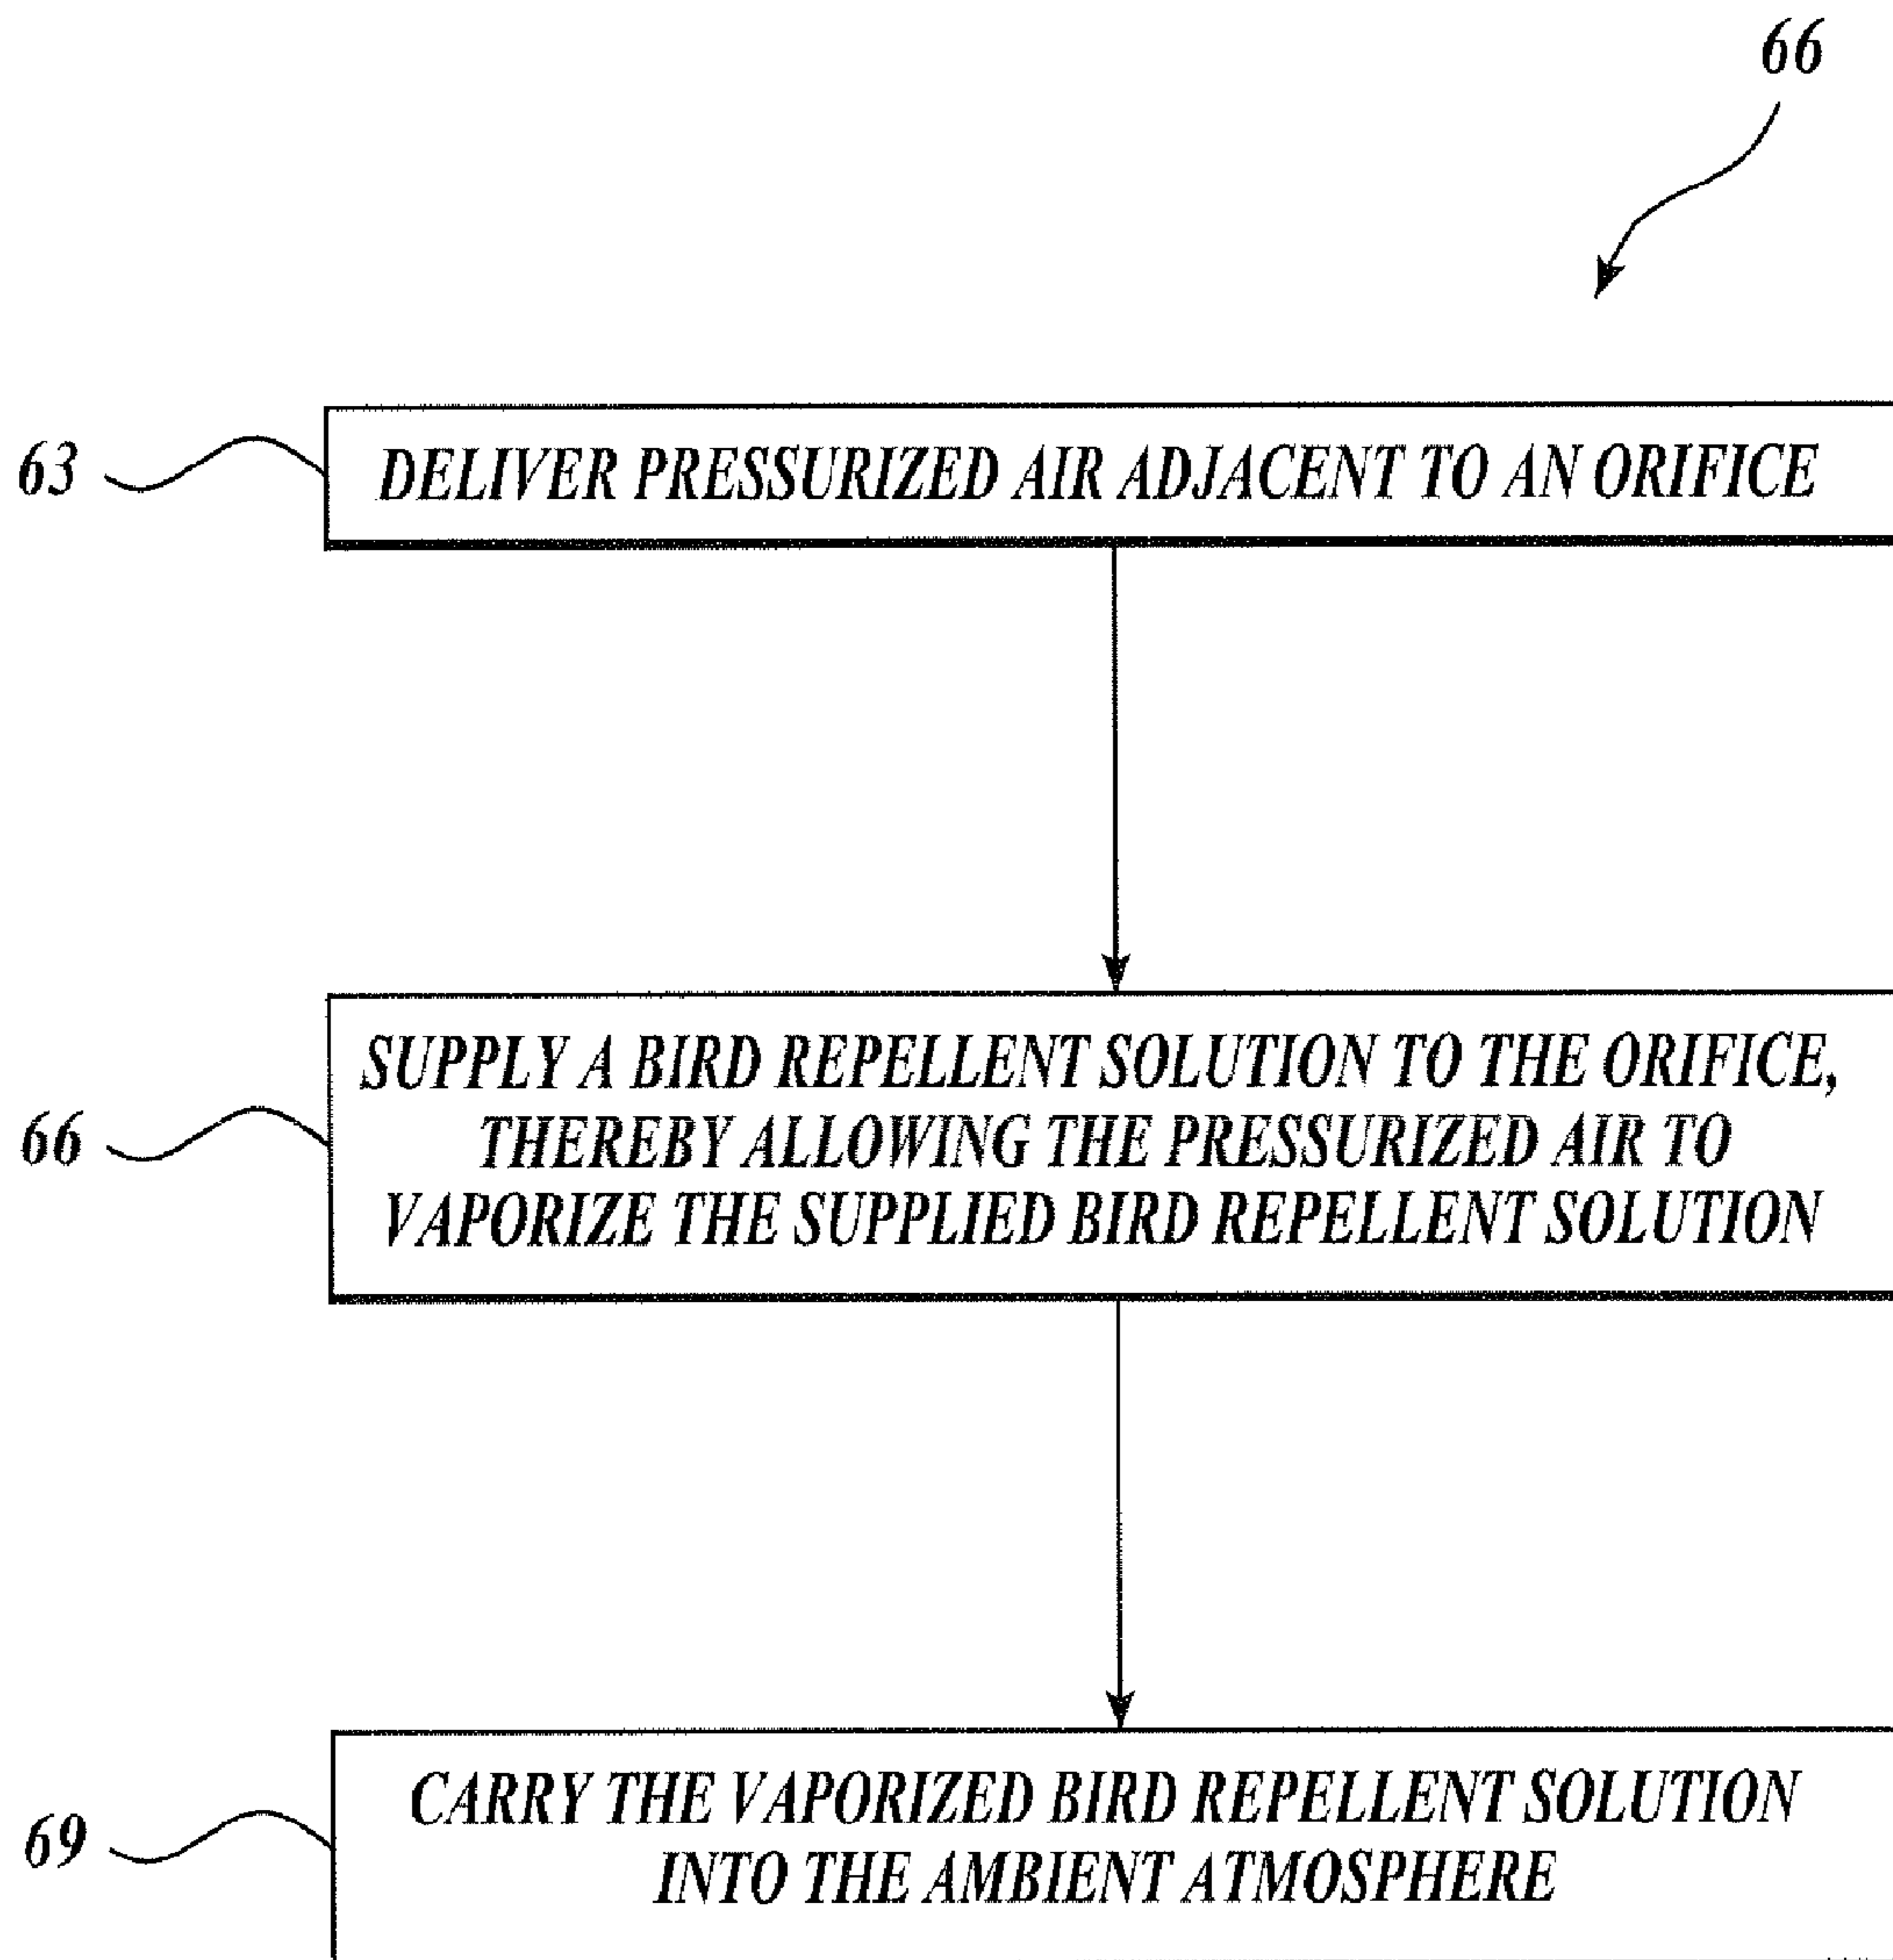 66
63
DELIVER PRESSURIZED AIR ADJACENT TO AN ORIFICE
66
SUPPLY A BIRD REPELLENT SOLUTION TO THE ORIFICE,
THEREBY ALLOWING THE PRESSURIZED AIR TO
VAPORIZE THE SUPPLIED BIRD REPELLENT SOLUTION
69
CARRY THE VAPORIZED BIRD REPELLENT SOLUTION
INTO THE AMBIENT ATMOSPHERE